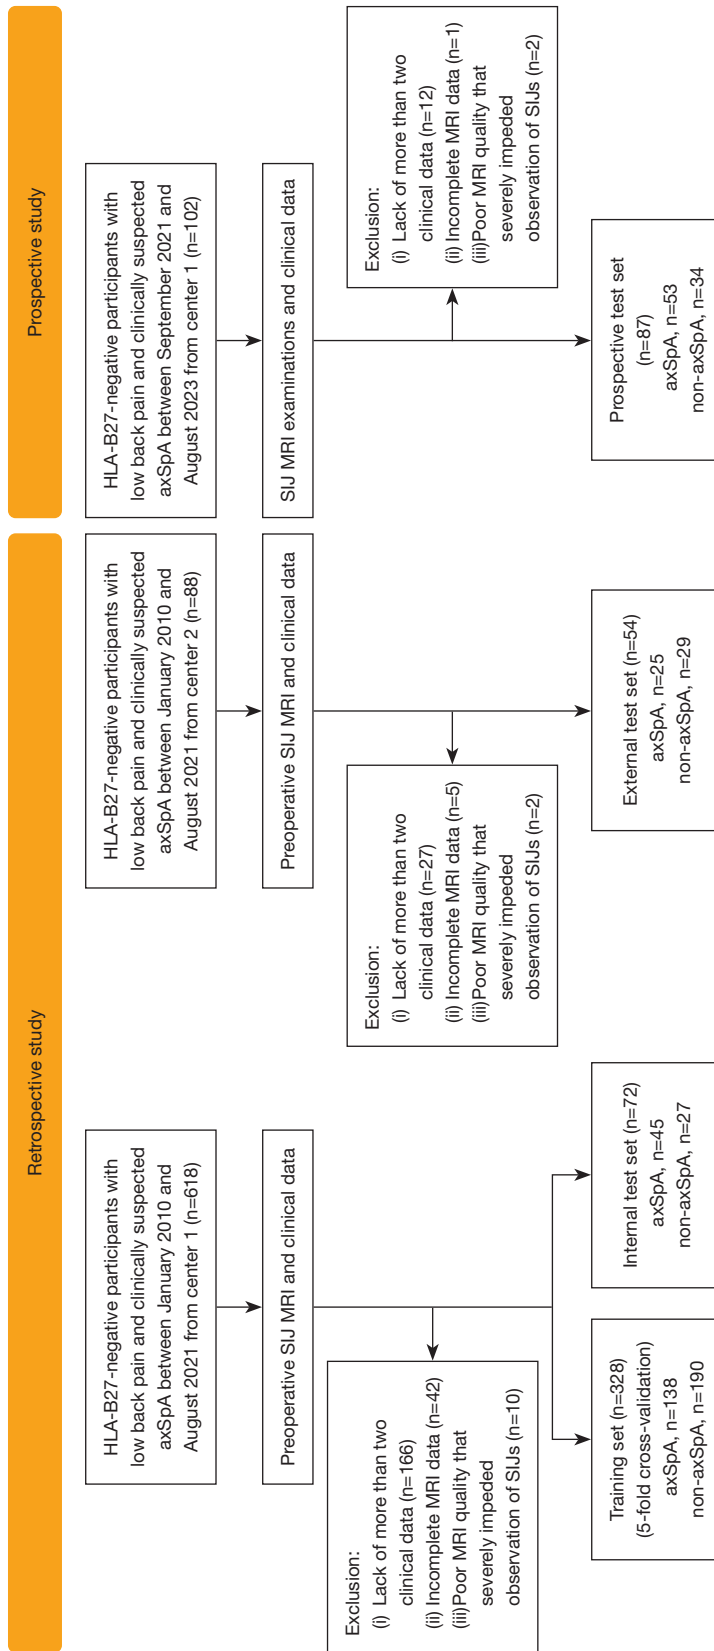 Retrospective study
Prospective study
HLA-B27-negative participants with
low back pain and clinically suspected
axSpA between January 2010 and
August 2021 from center 1 (n=618)
Preoperative SIJ MRI and clinical data
Exclusion:
(i) Lack of more than two
clinical data (n=166)
(ii) Incomplete MRI data (n=42)
(iii)Poor MRI quality that
severely impeded
observation of SIJs (n=10)
Training set (n=328)
(5-fold cross-validation)
axSpA, n=138
non-axSpA, n=190
Internal test set (n=72)
axSpA, n=45
non-axSpA, n=27
HLA-B27-negative participants with
low back pain and clinically suspected
axSpA between January 2010 and
August 2021 from center 2 (n=88)
Preoperative SIJ MRI and clinical data
Exclusion:
(i) Lack of more than two
clinical data (n=27)
(ii) Incomplete MRI data (n=5)
(iii)Poor MRI quality that
severely impeded
observation of SIJs (n=2)
External test set (n=54)
axSpA, n=25
non-axSpA, n=29
HLA-B27-negative participants with
low back pain and clinically suspected
axSpA between September 2021 and
August 2023 from center 1 (n=102)
SIJ MRI examinations and clinical data
Exclusion:
(i) Lack of more than two
clinical data (n=12)
(ii) Incomplete MRI data (n=1)
(iii)Poor MRI quality that
severely impeded
observation of SIJs (n=2)
Prospective test set
(n=87)
axSpA, n=53
non-axSpA, n=34